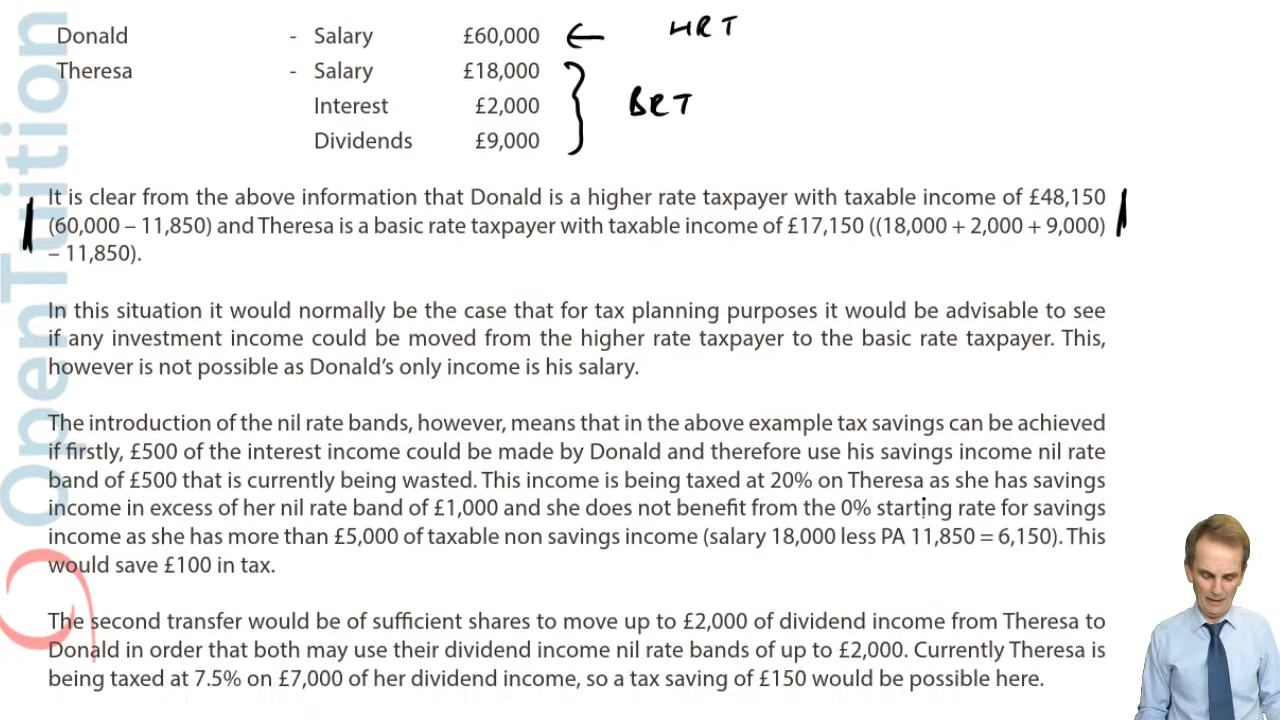 Donald - Salary £60,000 ← HRT
Theresa - Salary £18,000
Interest £2,000 BRT
Dividends £9,000
It is clear from the above information that Donald is a higher rate taxpayer with taxable income of £48,150
(60,000 – 11,850) and Theresa is a basic rate taxpayer with taxable income of £17,150 ((18,000 + 2,000 + 9,000)
– 11,850).
In this situation it would normally be the case that for tax planning purposes it would be advisable to see
if any investment income could be moved from the higher rate taxpayer to the basic rate taxpayer. This,
however is not possible as Donald's only income is his salary.
The introduction of the nil rate bands, however, means that in the above example tax savings can be achieved
if firstly, £500 of the interest income could be made by Donald and therefore use his savings income nil rate
band of £500 that is currently being wasted. This income is being taxed at 20% on Theresa as she has savings
income in excess of her nil rate band of £1,000 and she does not benefit from the 0% starting rate for savings
income as she has more than £5,000 of taxable non savings income (salary 18,000 less PA 11,850 = 6,150). This
would save £100 in tax.
The second transfer would be of sufficient shares to move up to £2,000 of dividend income from Theresa to
Donald in order that both may use their dividend income nil rate bands of up to £2,000. Currently Theresa is
being taxed at 7.5% on £7,000 of her dividend income, so a tax saving of £150 would be possible here.
OpenTuition